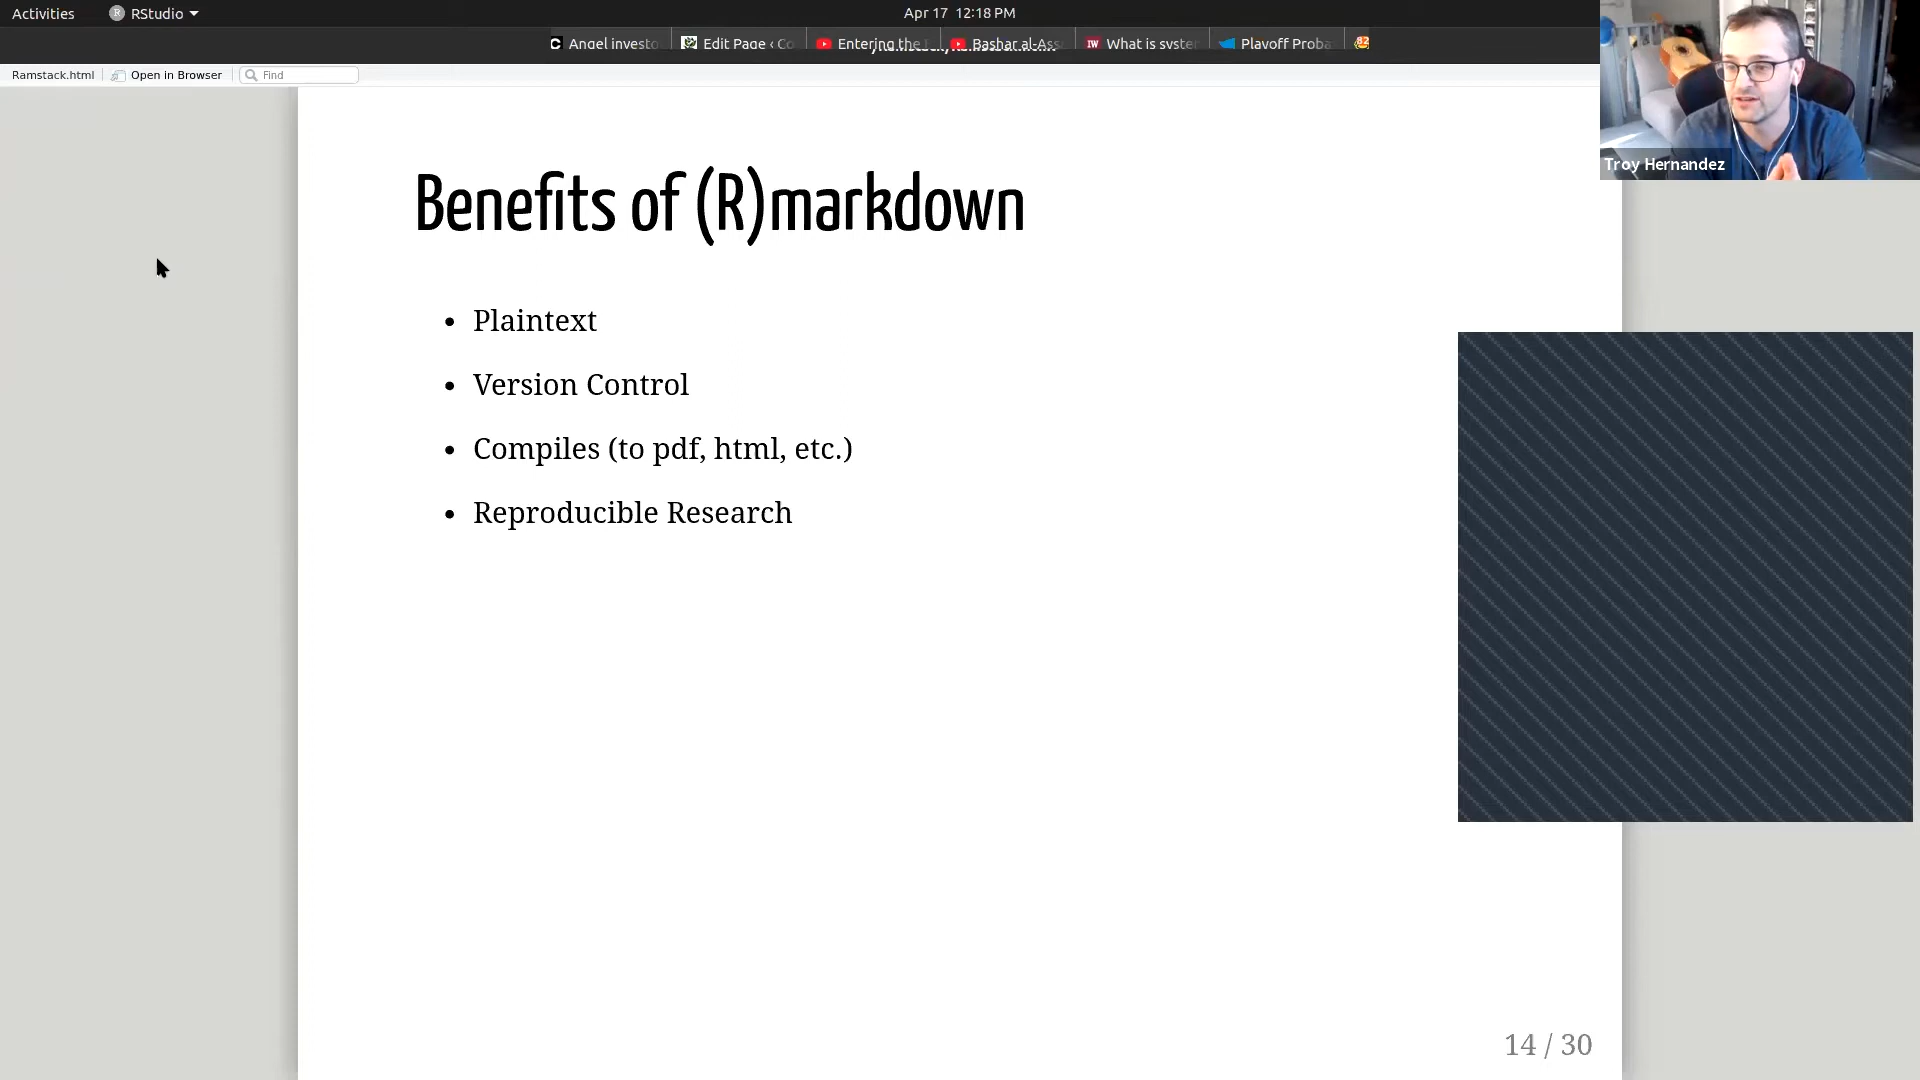 Activities
RStudio
Apr 17 12:18 PM
Angel investo
Edit Page ‹ Co
Entering the
Bashar al-Ass
IW
What is syste
Playoff Proba
Ramstack.html
Open in Browser
Find
Troy Hernandez
Benefits of (R)markdown
• Plaintext
• Version Control
• Compiles (to pdf, html, etc.)
• Reproducible Research
14 / 30